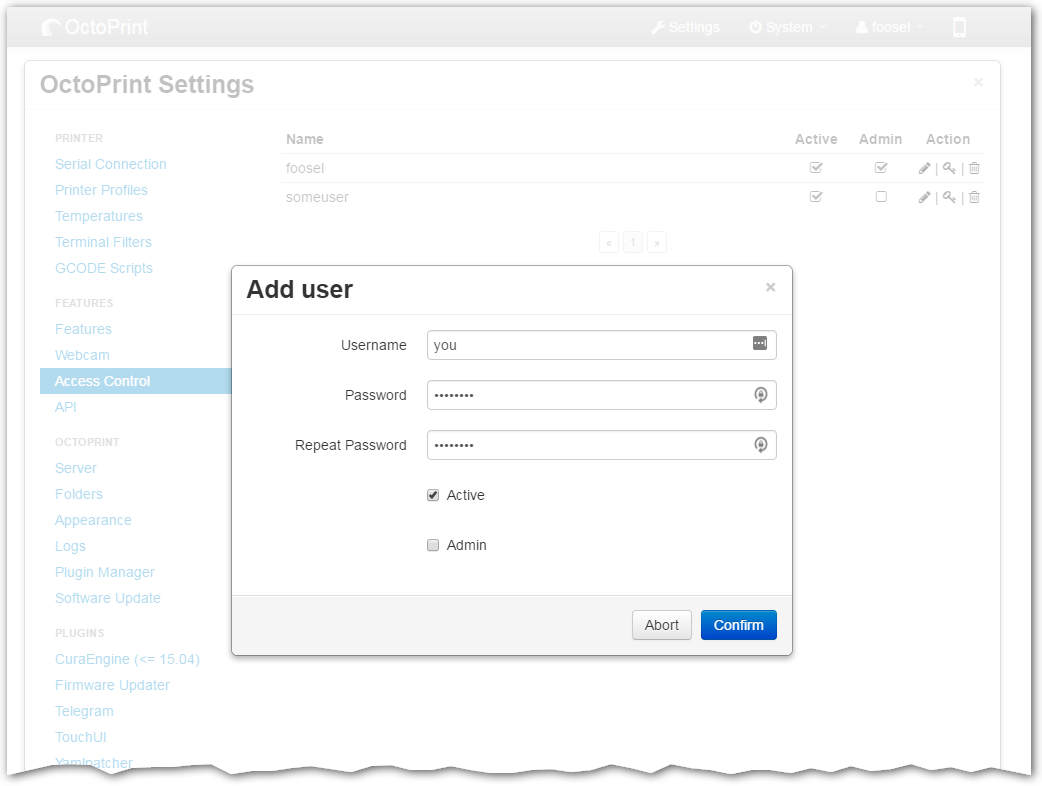 OctoPrint Settings System foosel
OctoPrint Settings ×
PRINTER
Serial Connection
Printer Profiles
Temperatures
Terminal Filters
GCODE Scripts
FEATURES
Features
Webcam
Access Control
API
OCTOPRINT
Server
Folders
Appearance
Logs
Plugin Manager
Software Update
PLUGINS
CuraEngine (<= 15.04)
Firmware Updater
Telegram
TouchUI
Yamlpatcher
Name Active Admin Action
foosel | |
someuser | |
« 1 »
Add user ×
Username you
Password ••••••••
Repeat Password ••••••••
Active
Admin
Abort Confirm